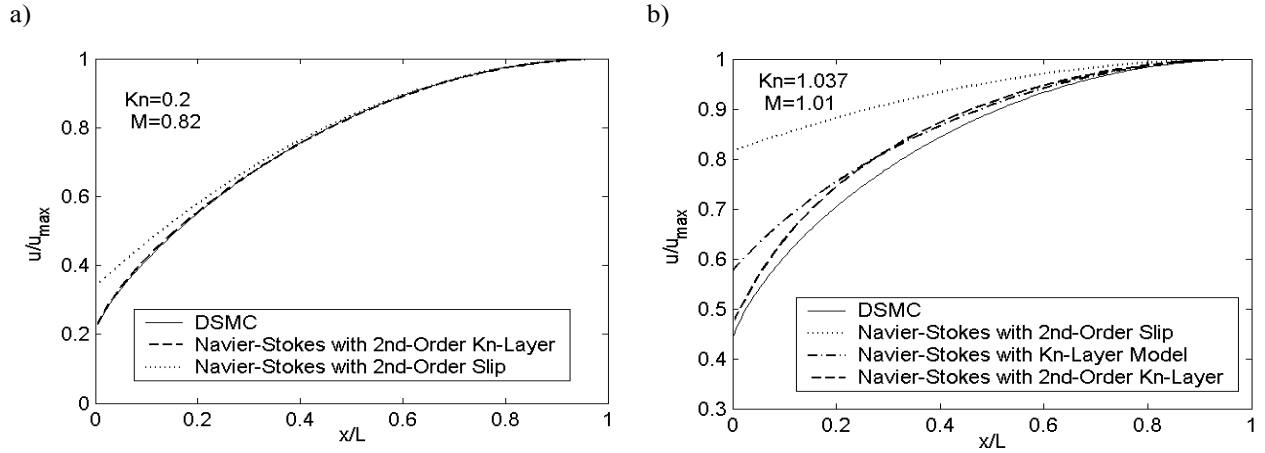 a)
Kn=0.2
M=0.82
u/u_max
1
0.8
0.6
0.4
0.2
0
0 0.2 0.4 0.6 0.8 1
x/L
DSMC
Navier-Stokes with 2nd-Order Kn-Layer
Navier-Stokes with 2nd-Order Slip
b)
Kn=1.037
M=1.01
u/u_max
1
0.9
0.8
0.7
0.6
0.5
0.4
0.3
0 0.2 0.4 0.6 0.8 1
x/L
DSMC
Navier-Stokes with 2nd-Order Slip
Navier-Stokes with Kn-Layer Model
Navier-Stokes with 2nd-Order Kn-Layer